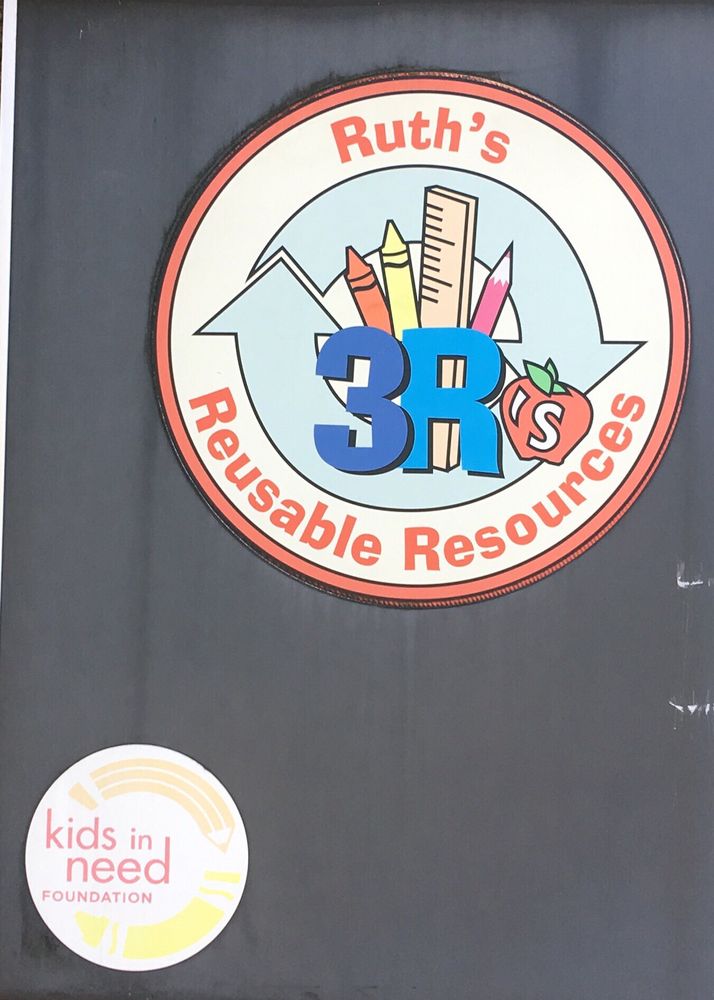 Ruth's
3R's
Reusable Resources
kids in
need
FOUNDATION